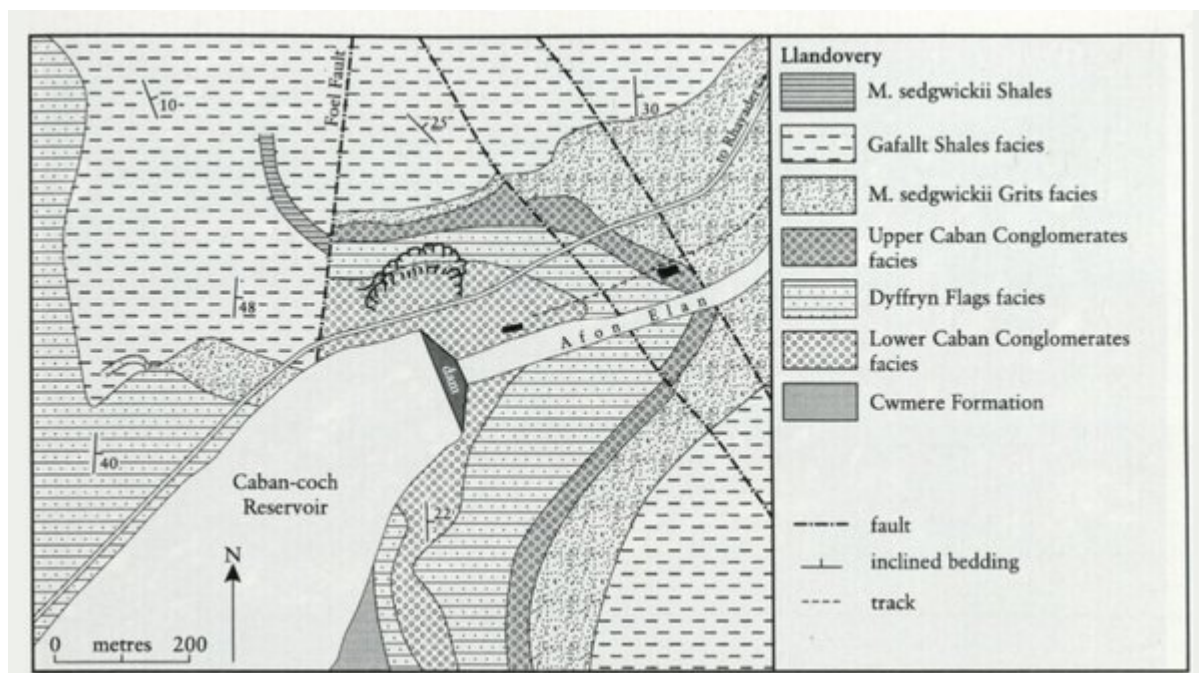 Foel Fault
10
25
30
to Rhayader
48
Afon Elan
dam
40
22
Caban-coch
Reservoir
N
0 metres 200
Llandovery
M. sedgwickii Shales
Gafallt Shales facies
M. sedgwickii Grits facies
Upper Caban Conglomerates
facies
Dyffryn Flags facies
Lower Caban Conglomerates
facies
Cwmere Formation
fault
inclined bedding
track